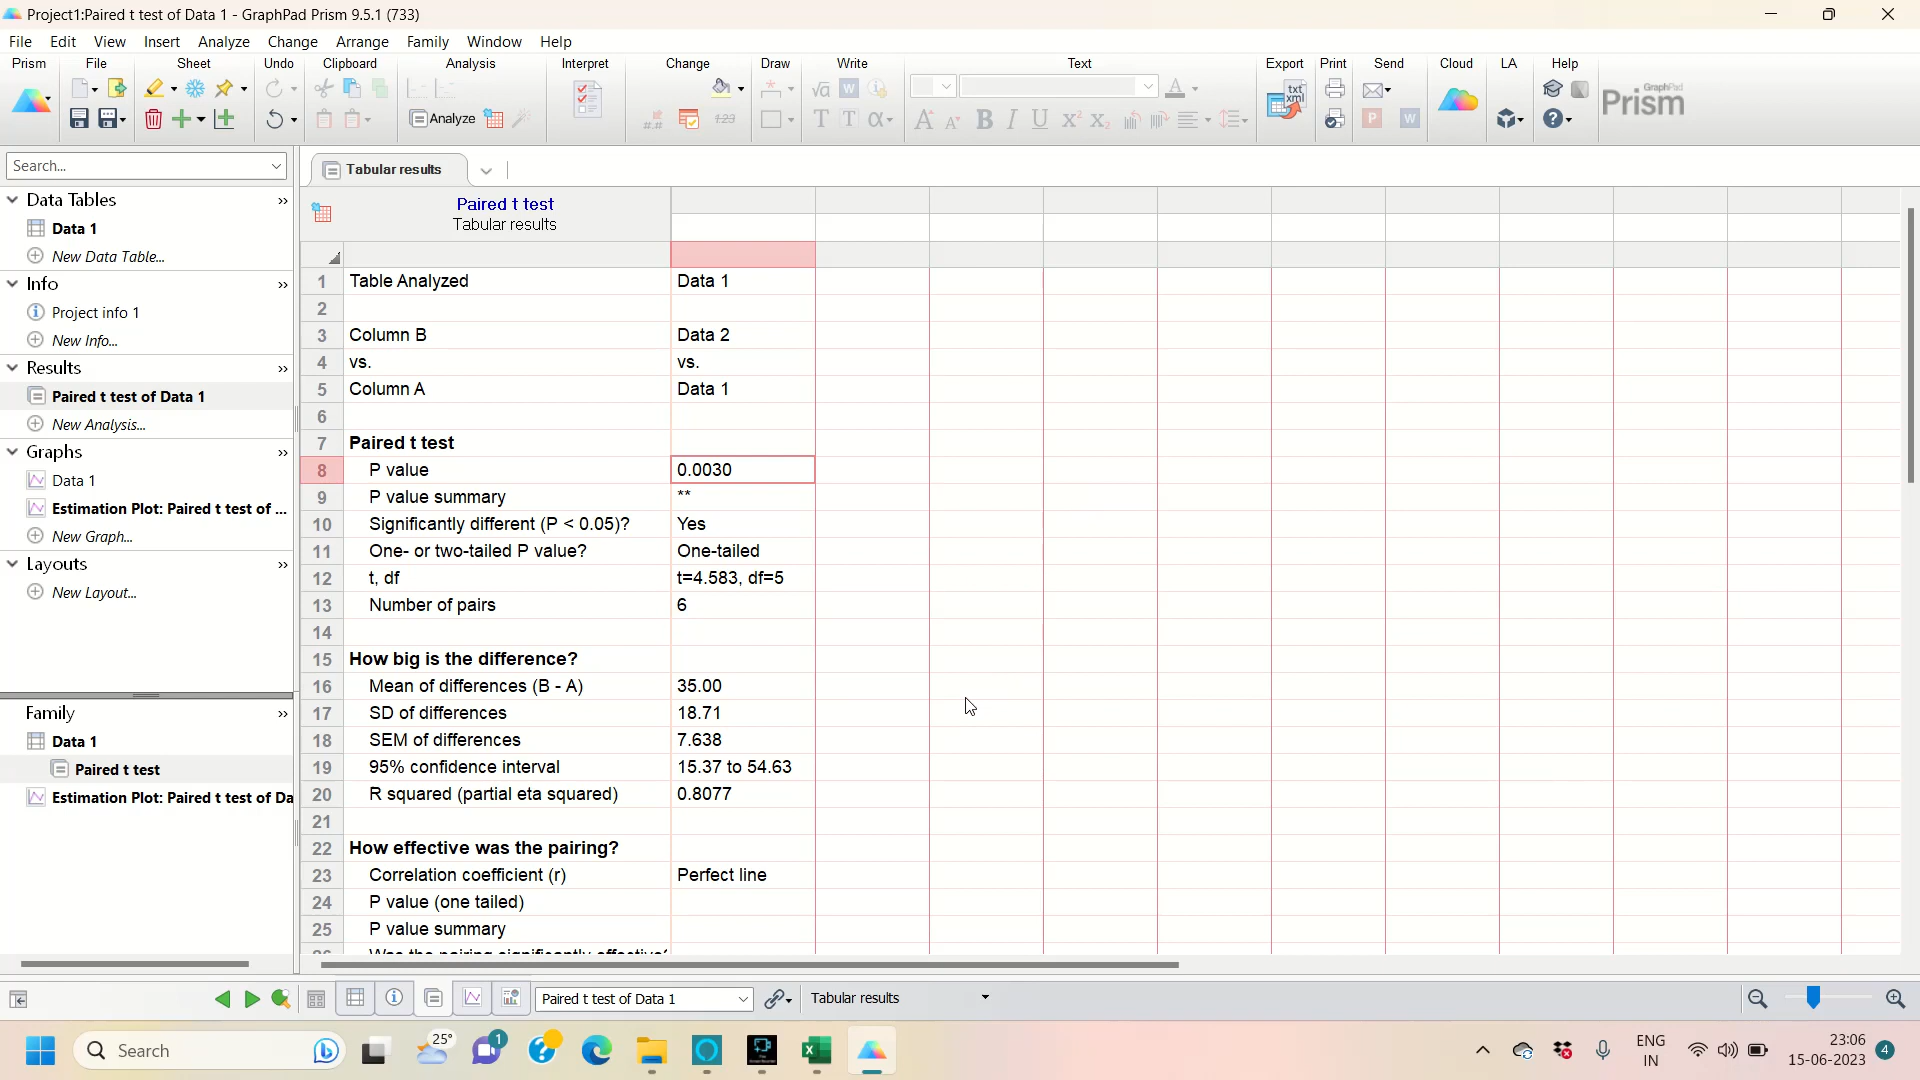 Project1:Paired t test of Data 1 - GraphPad Prism 9.5.1 (733)
File Edit View Insert Analyze Change Arrange Family Window Help
Prism File Sheet Undo Clipboard Analysis Interpret Change Draw Write Text Export Print Send Cloud LA Help
Analyze
GraphPad
Prism
Search...
Tabular results
Data Tables
Data 1
New Data Table...
Info
Project info 1
New Info...
Results
Paired t test of Data 1
New Analysis...
Graphs
Data 1
Estimation Plot: Paired t test of ...
New Graph...
Layouts
New Layout...
Family
Data 1
Paired t test
Estimation Plot: Paired t test of Da
Paired t test
Tabular results
1 Table Analyzed Data 1
2
3 Column B Data 2
4 vs. vs.
5 Column A Data 1
6
7 Paired t test
8 P value 0.0030
9 P value summary **
10 Significantly different (P < 0.05)? Yes
11 One- or two-tailed P value? One-tailed
12 t, df t=4.583, df=5
13 Number of pairs 6
14
15 How big is the difference?
16 Mean of differences (B - A) 35.00
17 SD of differences 18.71
18 SEM of differences 7.638
19 95% confidence interval 15.37 to 54.63
20 R squared (partial eta squared) 0.8077
21
22 How effective was the pairing?
23 Correlation coefficient (r) Perfect line
24 P value (one tailed)
25 P value summary
Paired t test of Data 1
Tabular results
Search
25°
1
ENG
IN
23:06
15-06-2023
4